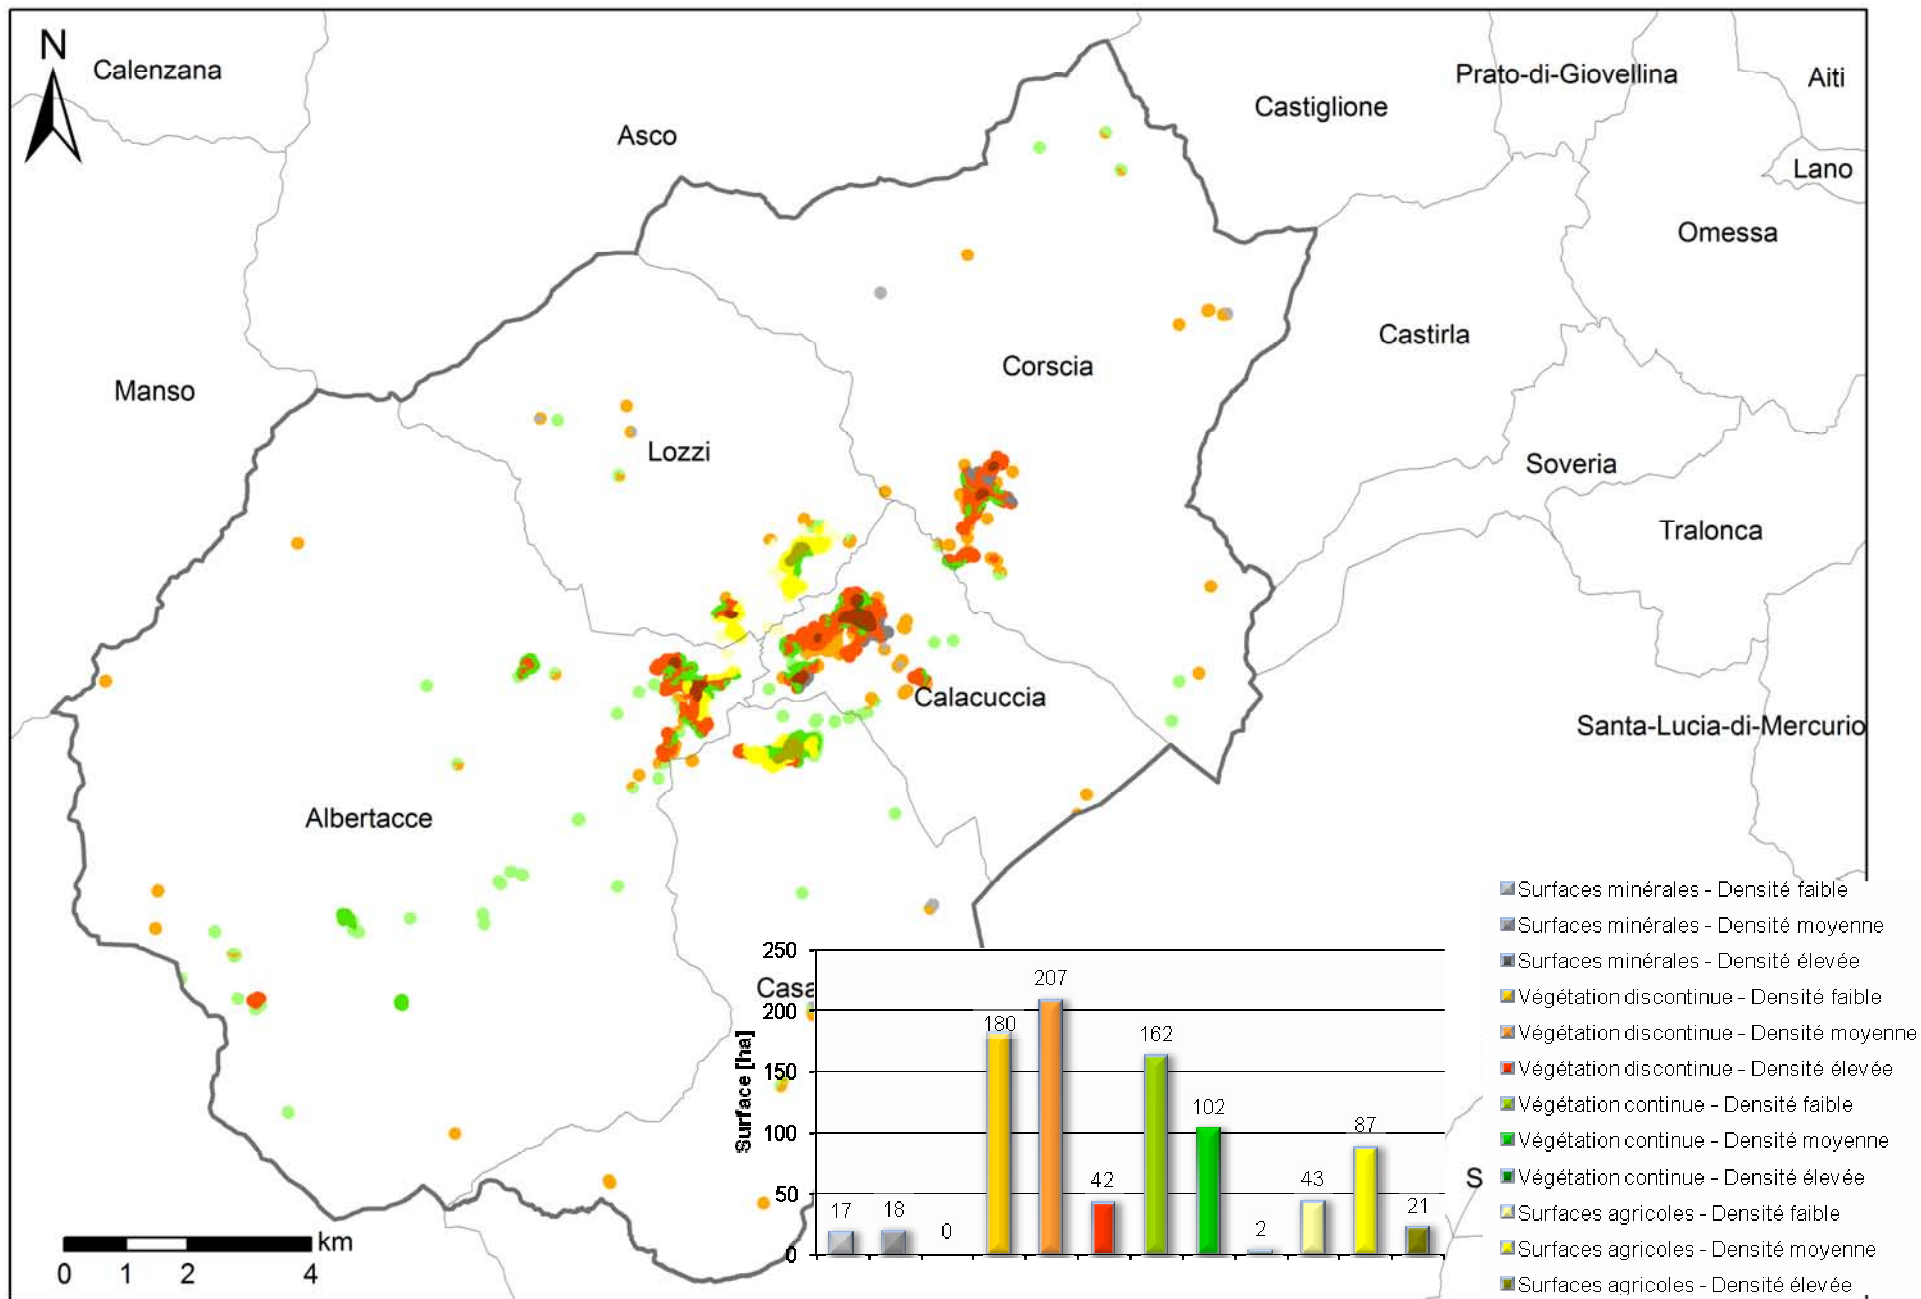 N
Calenzana
Asco
Castiglione
Prato-di-Giovellina
Aiti
Lano
Omessa
Manso
Corscia
Castirla
Lozzi
Soveria
Tralonca
Calacuccia
Santa-Lucia-di-Mercurio
Albertacce
Casa
S
km
0 1 2 4
Surface [ha]
250
200
150
100
50
0
17
18
0
180
207
42
162
102
2
43
87
21
Surfaces minérales - Densité faible
Surfaces minérales - Densité moyenne
Surfaces minérales - Densité élevée
Végétation discontinue - Densité faible
Végétation discontinue - Densité moyenne
Végétation discontinue - Densité élevée
Végétation continue - Densité faible
Végétation continue - Densité moyenne
Végétation continue - Densité élevée
Surfaces agricoles - Densité faible
Surfaces agricoles - Densité moyenne
Surfaces agricoles - Densité élevée